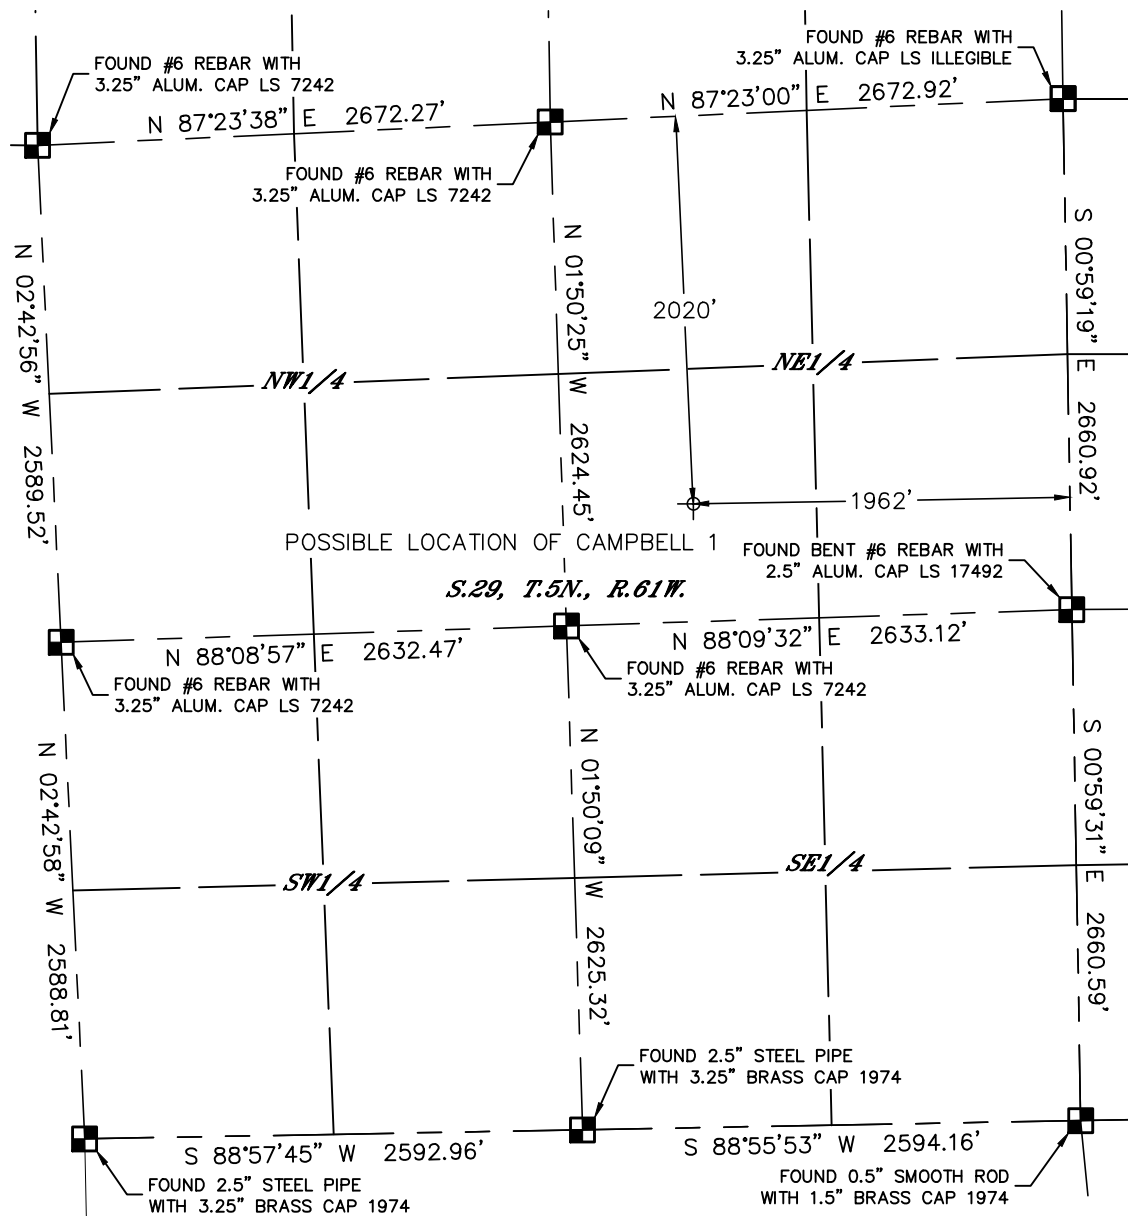 FOUND #6 REBAR WITH
3.25" ALUM. CAP LS ILLEGIBLE
FOUND #6 REBAR WITH
3.25" ALUM. CAP LS 7242
N 87°23'38" E 2672.27'
N 87°23'00" E 2672.92'
FOUND #6 REBAR WITH
3.25" ALUM. CAP LS 7242
N 02°42'56" W 2589.52'
N 01°50'25" W 2624.45'
S 00°59'19" E 2660.92'
2020'
NW1/4
NE1/4
1962'
POSSIBLE LOCATION OF CAMPBELL 1
FOUND BENT #6 REBAR WITH
2.5" ALUM. CAP LS 17492
S.29, T.5N., R.61W.
N 88°08'57" E 2632.47'
N 88°09'32" E 2633.12'
FOUND #6 REBAR WITH
3.25" ALUM. CAP LS 7242
FOUND #6 REBAR WITH
3.25" ALUM. CAP LS 7242
N 02°42'58" W 2588.81'
N 01°50'09" W 2625.32'
S 00°59'31" E 2660.59'
SW1/4
SE1/4
FOUND 2.5" STEEL PIPE
WITH 3.25" BRASS CAP 1974
S 88°57'45" W 2592.96'
S 88°55'53" W 2594.16'
FOUND 2.5" STEEL PIPE
WITH 3.25" BRASS CAP 1974
FOUND 0.5" SMOOTH ROD
WITH 1.5" BRASS CAP 1974